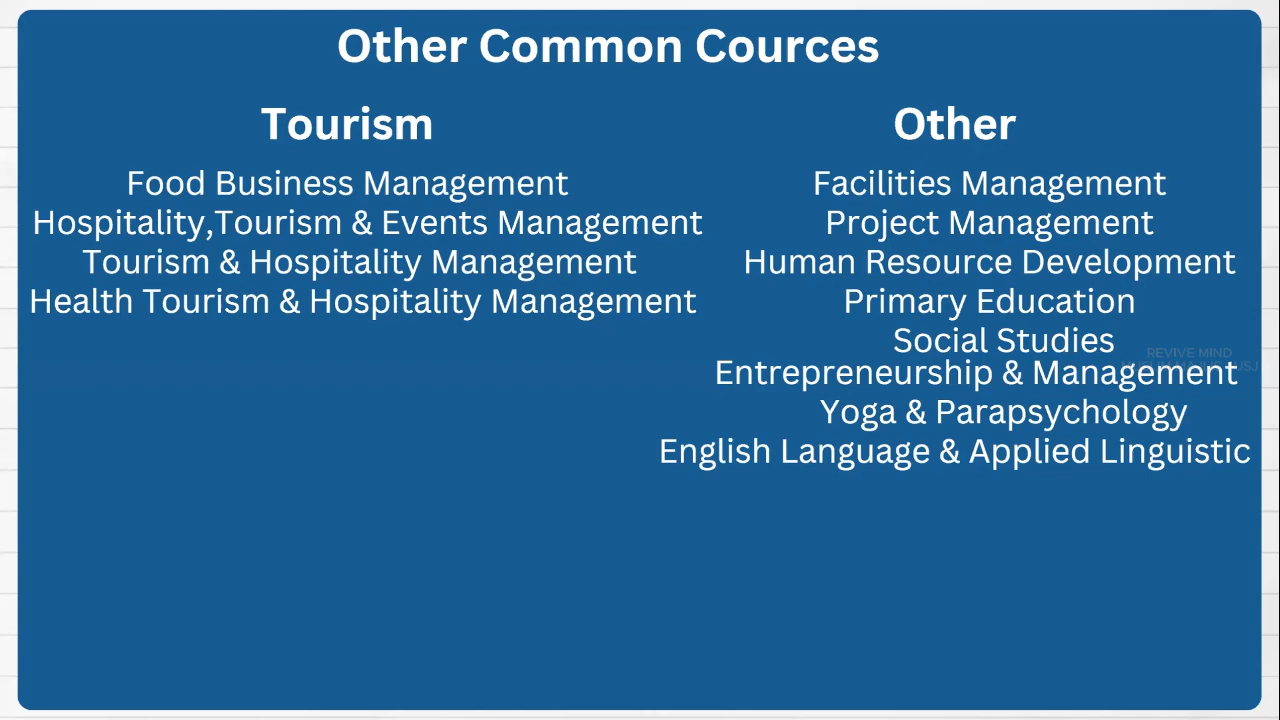 Other Common Cources
Tourism
Food Business Management
Hospitality,Tourism & Events Management
Tourism & Hospitality Management
Health Tourism & Hospitality Management
Other
Facilities Management
Project Management
Human Resource Development
Primary Education
Social Studies
REVIVE MIND
Entrepreneurship & Management
Yoga & Parapsychology
English Language & Applied Linguistic